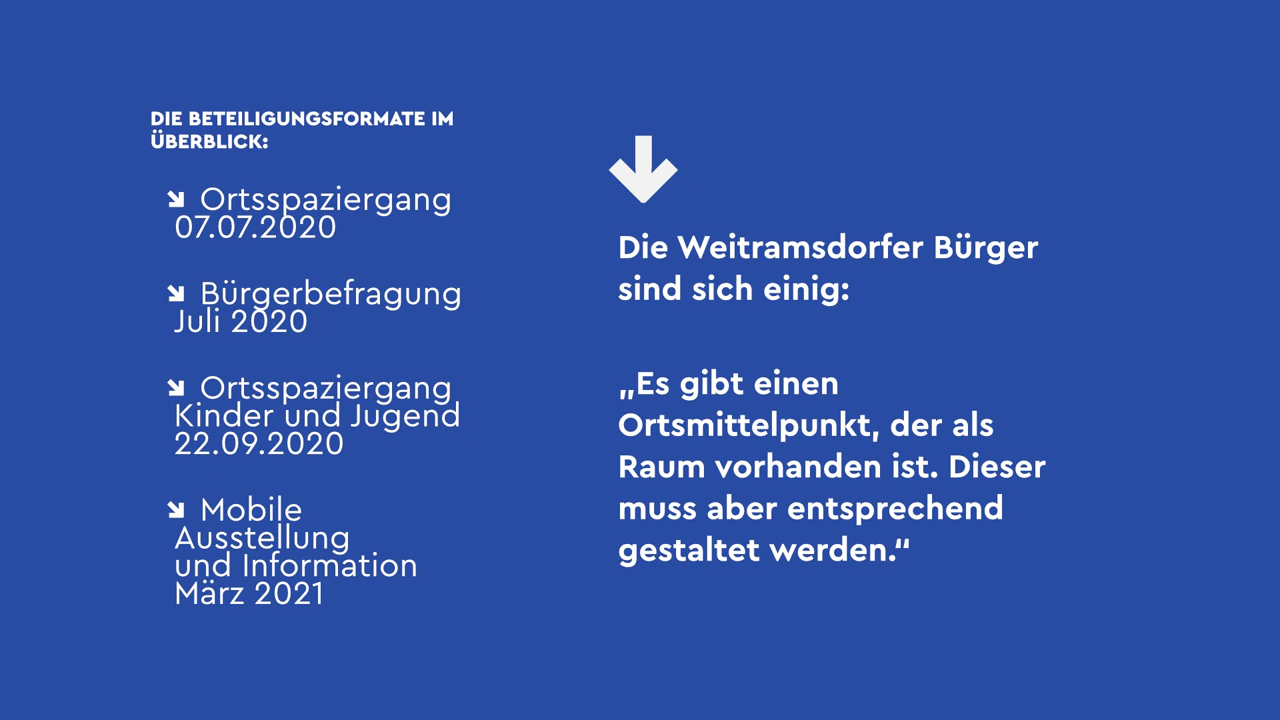 DIE BETEILIGUNGSFORMATE IM
ÜBERBLICK:
Ortsspaziergang
07.07.2020
Bürgerbefragung
Juli 2020
Ortsspaziergang
Kinder und Jugend
22.09.2020
Mobile
Ausstellung
und Information
März 2021
Die Weitramsdorfer Bürger
sind sich einig:
„Es gibt einen
Ortsmittelpunkt, der als
Raum vorhanden ist. Dieser
muss aber entsprechend
gestaltet werden.“